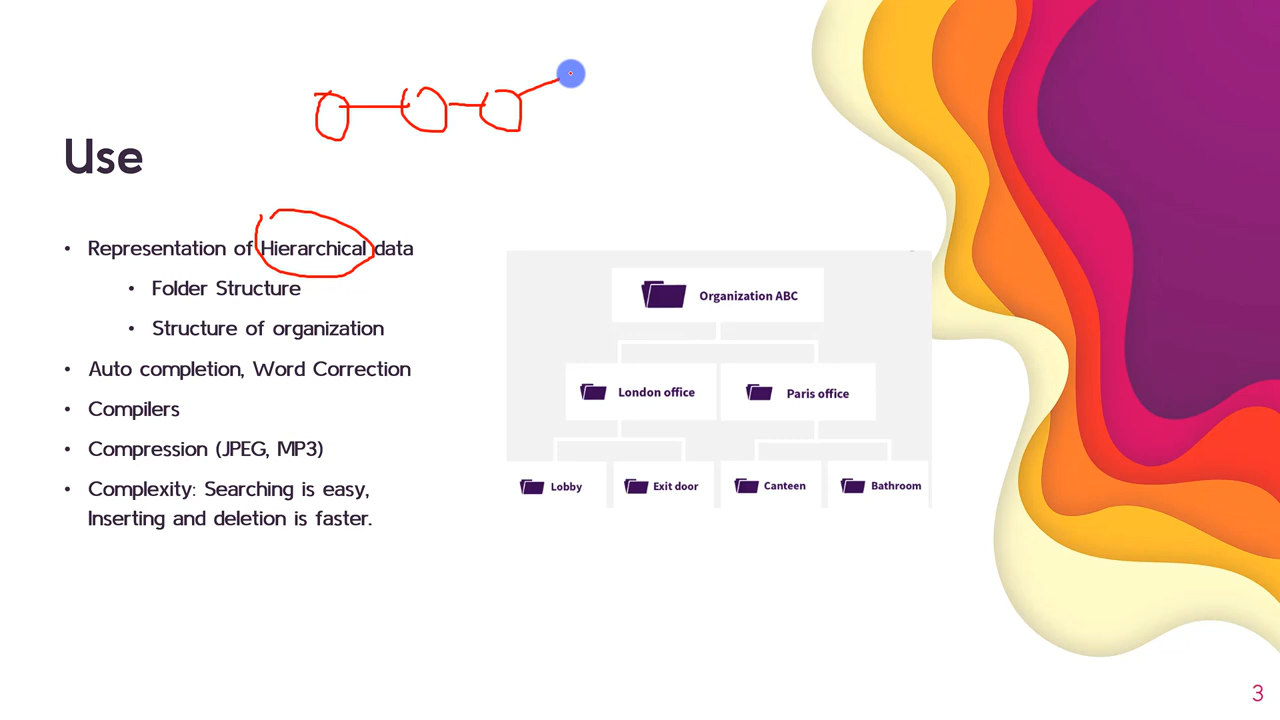 Use
• Representation of Hierarchical data
• Folder Structure
• Structure of organization
• Auto completion, Word Correction
• Compilers
• Compression (JPEG, MP3)
• Complexity: Searching is easy,
Inserting and deletion is faster.
Organization ABC
London office
Paris office
Lobby
Exit door
Canteen
Bathroom
3